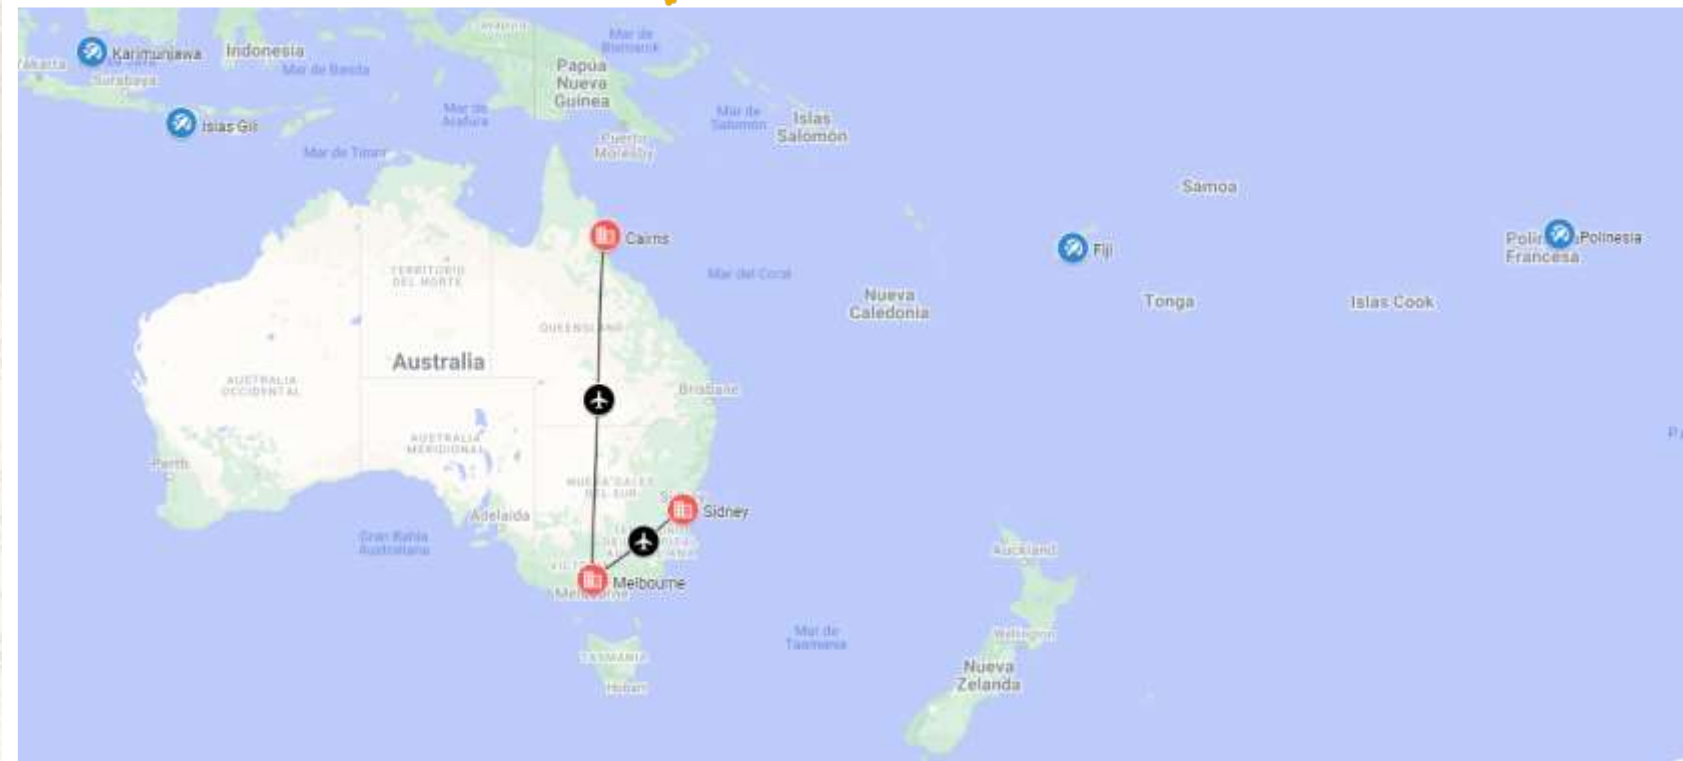 Mar de
Bismarck
Karimunjawa
Indonesia
Yakarta
Mar de Banda
Surabaya
Papúa
Nueva
Guinea
Mar de
Arafura
Mar de
Salomón
Islas
Salomón
Islas Gili
Puerto
Moresby
Mar de Timor
Samoa
Cairns
Fiji
Polinesia
Francesa
Mar del Coral
TERRITORIO
DEL NORTE
Nueva
Caledonia
Tonga
Islas Cook
QUEENSLAND
Australia
AUSTRALIA
OCCIDENTAL
Brisbane
AUSTRALIA
MERIDIONAL
Perth
NUEVA GALES
DEL SUR
Sidney
Adelaida
Gran Bahía
Australiana
Auckland
Melbourne
Melbourne
Mar de
Tasmania
Wellington
TASMANIA
Nueva
Zelanda
Hobart